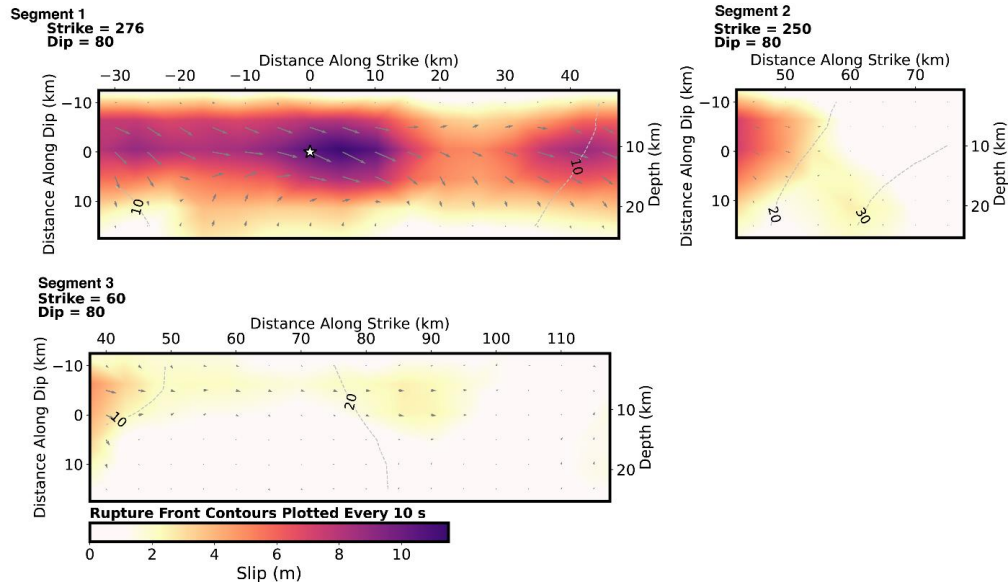 Segment 1
Strike = 276
Dip = 80
Distance Along Strike (km)
−30 −20 −10 0 10 20 30 40
Distance Along Dip (km)
−10
0
10
10
10
10
20
Depth (km)
Segment 2
Strike = 250
Dip = 80
Distance Along Strike (km)
50 60 70
Distance Along Dip (km)
−10
0
10
20
30
10
20
Depth (km)
Segment 3
Strike = 60
Dip = 80
Distance Along Strike (km)
40 50 60 70 80 90 100 110
Distance Along Dip (km)
−10
0
10
10
20
10
20
Depth (km)
Rupture Front Contours Plotted Every 10 s
0 2 4 6 8 10
Slip (m)